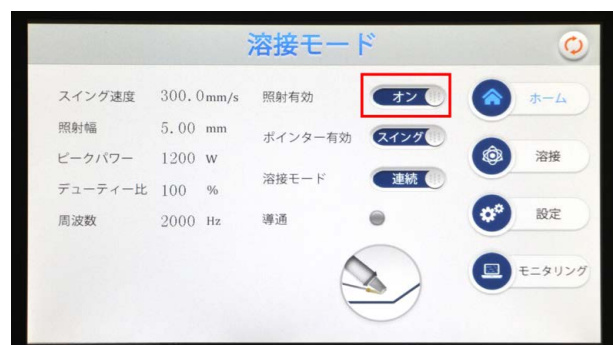 溶接モード
スイング速度 300.0mm/s
照射幅 5.00 mm
ピークパワー 1200 W
デューティー比 100 %
周波数 2000 Hz
照射有効 オン
ポインター有効 スイング
溶接モード 連続
導通
ホーム
溶接
設定
モニタリング